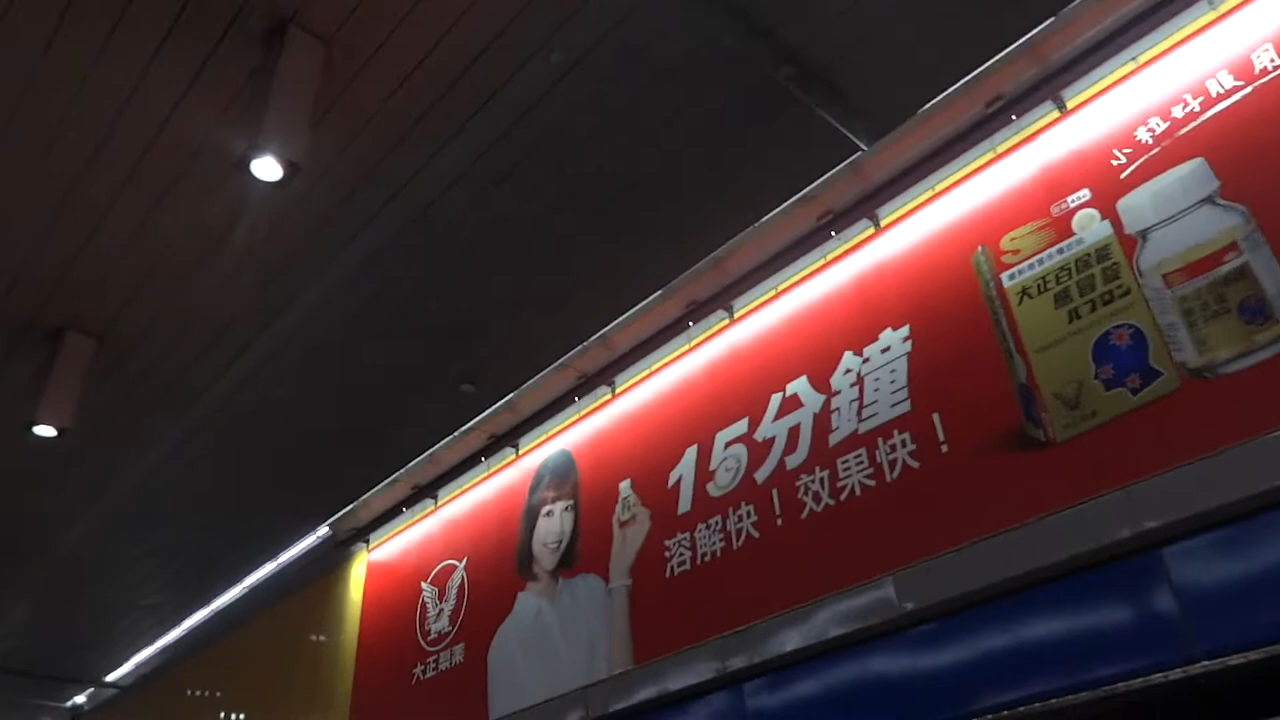 小粒好服用
大正百保能
感冒錠
パブロン
15分鐘
溶解快！效果快！
大正製薬